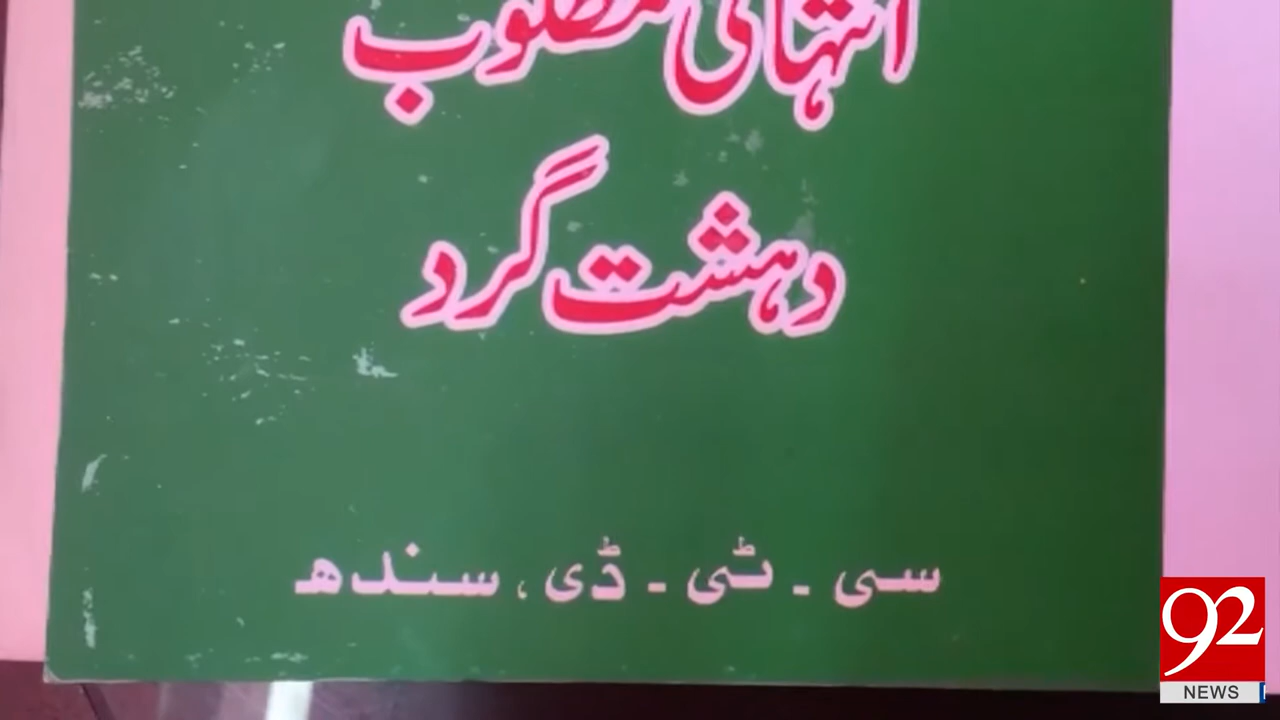 انتہائی مطلوب
دہشت گرد
سی ۔ ٹی ۔ ڈی ، سندھ
92
NEWS